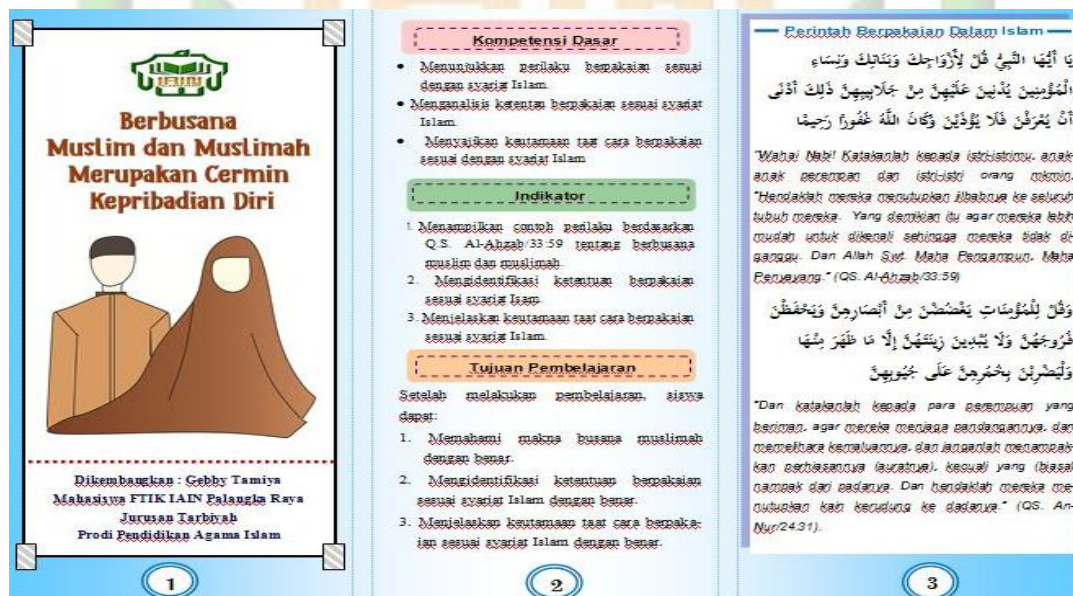 Berbusana
Muslim dan Muslimah
Merupakan Cermin
Kepribadian Diri
Dikembangkan : Gebby Tamiya
Mahasiswa FTIK IAIN Palangka Raya
Jurusan Tarbiyah
Prodi Pendidikan Agama Islam
1
Kompetensi Dasar
• Menunjukkan perilaku berpakaian sesuai
dengan syariat Islam.
• Menganalisis ketentan berpakaian sesuai syariat
Islam.
• Menyajikan keutamaan taat cara berpakaian
sesuai dengan syariat Islam
Indikator
1. Menampilkan contoh perilaku berdasarkan
Q.S. Al-Ahzab/33:59 tentang berbusana
muslim dan muslimah.
2. Mengidentifikasi ketentuan berpakaian
sesuai syariat Isam.
3. Menjelaskan keutamaan taat cara berpakaian
sesuai syariat Islam.
Tujuan Pembelajaran
Setelah melakukan pembelajaran, siswa
dapat:
1. Memahami makna busana muslimah
dengan benar.
2. Mengidentifikasi ketentuan berpakaian
sesuai syariat Islam dengan benar.
3. Menjelaskan keutamaan taat cara berpaka-
ian sesuai syariat Islam dengan benar.
2
Perintah Berpakaian Dalam Islam
يَا أَيُّهَا النَّبِيُّ قُلْ لِأَزْوَاجِكَ وَبَنَاتِكَ وَنِسَاءِ
الْمُؤْمِنِينَ يُدْنِينَ عَلَيْهِنَّ مِنْ جَلَابِيبِهِنَّ ذَلِكَ أَدْنَى
أَنْ يُعْرَفْنَ فَلَا يُؤْذَيْنَ وَكَانَ اللَّهُ غَفُورًا رَحِيمًا
"Wahai Nabi! Katakanlah kepada istri-istrimu, anak-
anak perempan dan istri-istri orang mkmin,
"Hendaklah mereka menutupkan jilbabnya ke seluruh
tubuh mereka. Yang demikian itu agar mereka lebih
mudah untuk dikenali sehingga mereka tidak di-
ganggu. Dan Allah Swt. Maha Pengampun, Maha
Penyayang." (QS. Al-Ahzab/33:59)
وَقُلْ لِلْمُؤْمِنَاتِ يَغْضُضْنَ مِنْ أَبْصَارِهِنَّ وَيَحْفَظْنَ
فُرُوجَهُنَّ وَلَا يُبْدِينَ زِينَتَهُنَّ إِلَّا مَا ظَهَرَ مِنْهَا
وَلْيَضْرِبْنَ بِخُمُرِهِنَّ عَلَى جُيُوبِهِنَّ
"Dan katakanlah kepada para perempuan yang
beriman, agar mereka menjaga pandangannya, dan
memelihara kemaluannya, dan janganlah menampak-
kan perhiasannya (auratnya), kecuali yang (biasa)
nampak dari padanya. Dan hendaklah mereka me-
nutupkan kain kerudung ke dadanya." (QS. An-
Nur/24:31).
3